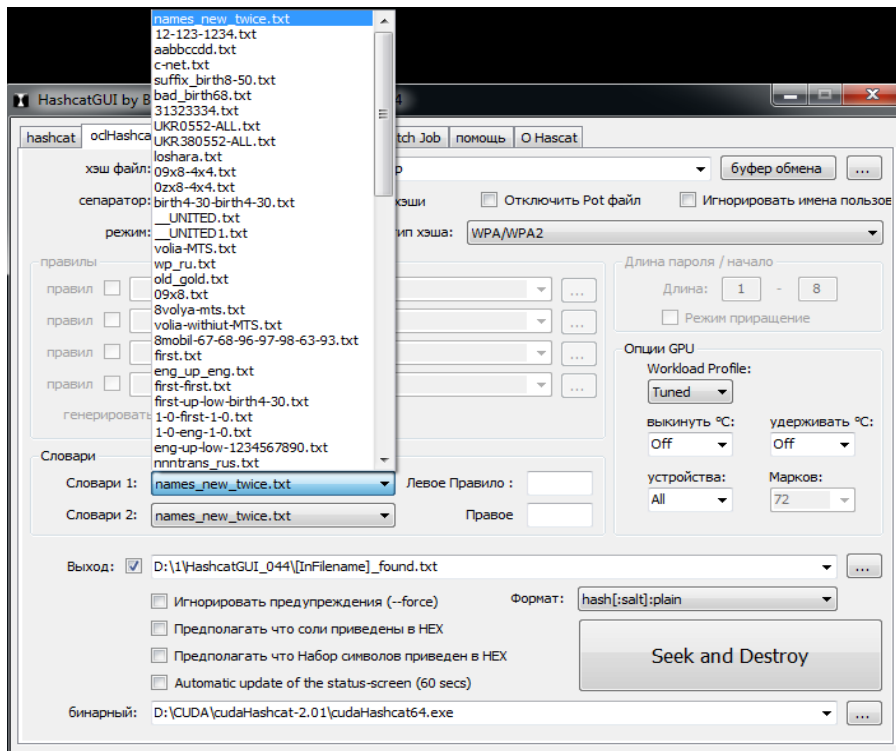 names_new_twice.txt
12-123-1234.txt
aabbccdd.txt
c-net.txt
suffix_birth8-50.txt
bad_birth68.txt
31323334.txt
UKR0552-ALL.txt
UKR380552-ALL.txt
loshara.txt
09x8-4x4.txt
0zx8-4x4.txt
birth4-30-birth4-30.txt
__UNITED.txt
__UNITED1.txt
volia-MTS.txt
wp_ru.txt
old_gold.txt
09x8.txt
8volya-mts.txt
volia-withiut-MTS.txt
8mobil-67-68-96-97-98-63-93.txt
first.txt
eng_up_eng.txt
first-first.txt
first-up-low-birth4-30.txt
1-0-first-1-0.txt
1-0-eng-1-0.txt
eng-up-low-1234567890.txt
nnntrans_rus.txt
HashcatGUI by B 4
hashcat oclHashca tch Job помощь О Hascat
хэш файл: p буфер обмена ...
сепаратор: хэши Отключить Pot файл Игнорировать имена пользов
режим: ип хэша: WPA/WPA2
правилы
правил ...
правил ...
правил ...
правил ...
генерировать
Длина пароля / начало
Длина: 1 - 8
Режим приращение
Опции GPU
Workload Profile:
Tuned
выкинуть °C: удерживать °C:
Off Off
устройства: Марков:
All 72
Словари
Словари 1: names_new_twice.txt Левое Правило :
Словари 2: names_new_twice.txt Правое
Выход: D:\1\HashcatGUI_044\[InFilename]_found.txt ...
Игнорировать предупреждения (--force) Формат: hash[:salt]:plain
Предполагать что соли приведены в HEX
Предполагать что Набор символов приведен в HEX
Automatic update of the status-screen (60 secs)
Seek and Destroy
бинарный: D:\CUDA\cudaHashcat-2.01\cudaHashcat64.exe ...